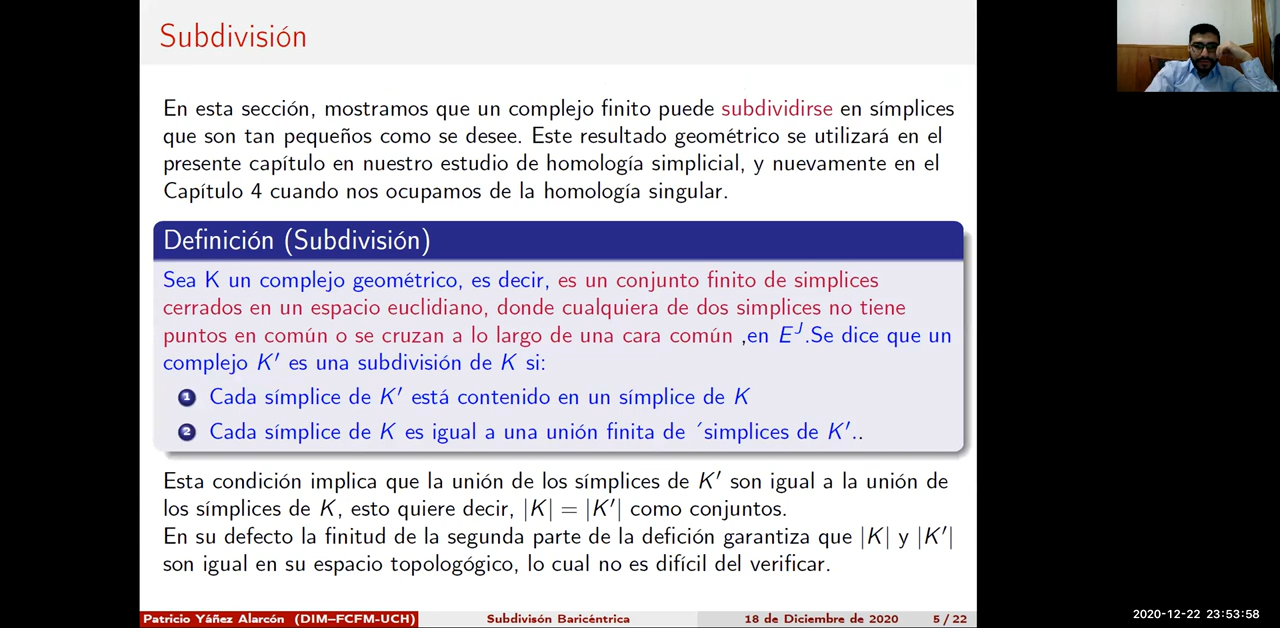 Subdivisión
En esta sección, mostramos que un complejo finito puede subdividirse en símplices
que son tan pequeños como se desee. Este resultado geométrico se utilizará en el
presente capítulo en nuestro estudio de homología simplicial, y nuevamente en el
Capítulo 4 cuando nos ocupamos de la homología singular.
Definición (Subdivisión)
Sea K un complejo geométrico, es decir, es un conjunto finito de simplices
cerrados en un espacio euclidiano, donde cualquiera de dos simplices no tiene
puntos en común o se cruzan a lo largo de una cara común ,en E^J.Se dice que un
complejo K′ es una subdivisión de K si:
1 Cada símplice de K′ está contenido en un símplice de K
2 Cada símplice de K es igual a una unión finita de ´simplices de K′..
Esta condición implica que la unión de los símplices de K′ son igual a la unión de
los símplices de K, esto quiere decir, |K| = |K′| como conjuntos.
En su defecto la finitud de la segunda parte de la defición garantiza que |K| y |K′|
son igual en su espacio topologógico, lo cual no es difícil del verificar.
Patricio Yáñez Alarcón (DIM–FCFM-UCH) Subdivisón Baricéntrica 18 de Diciembre de 2020 5 / 22
2020-12-22 23:53:58